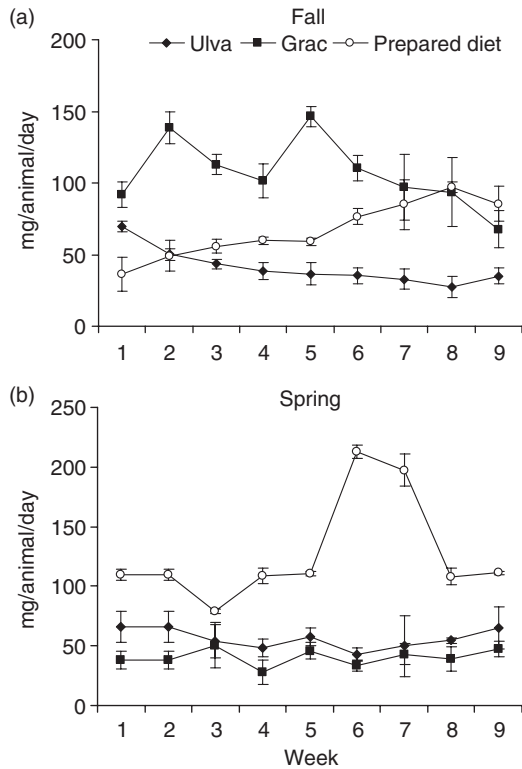 (a)
Fall
Ulva Grac Prepared diet
200
150
100
50
0
mg/animal/day
1 2 3 4 5 6 7 8 9
(b)
Spring
250
200
150
100
50
0
mg/animal/day
1 2 3 4 5 6 7 8 9
Week